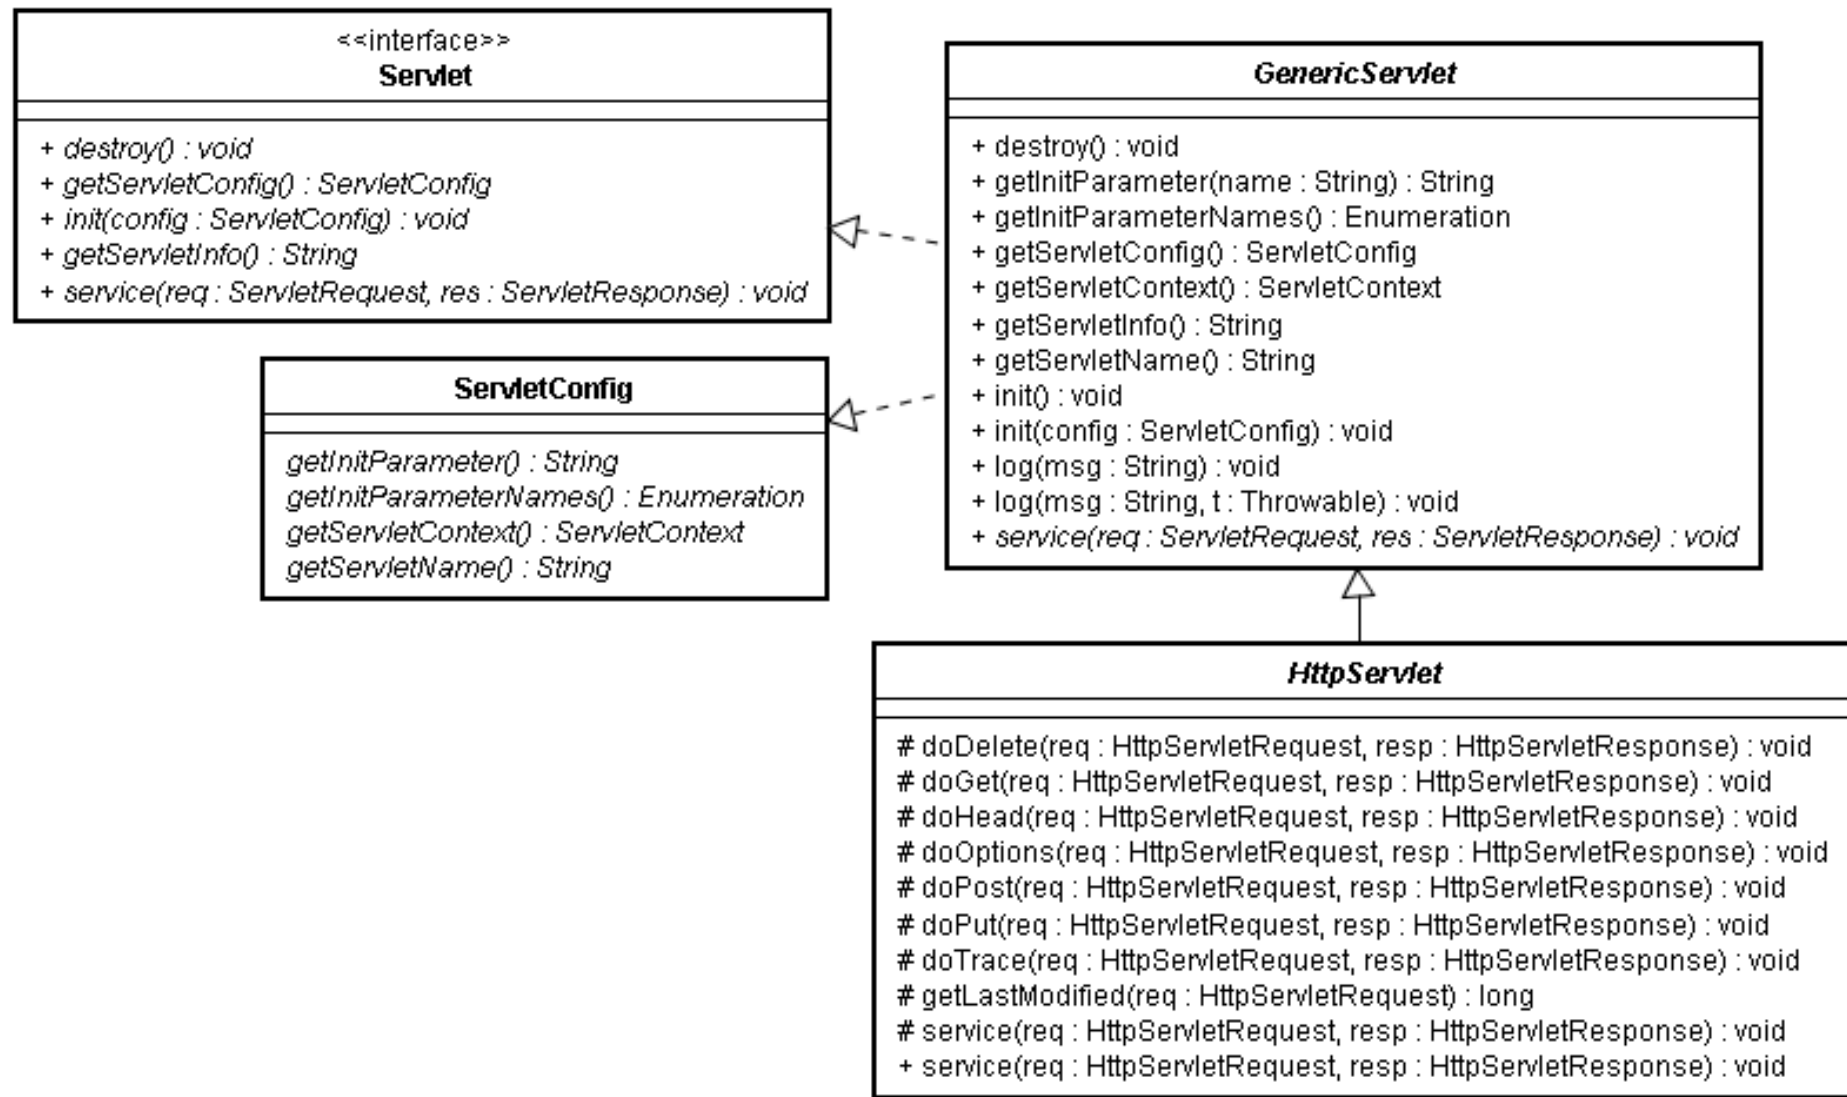 <<interface>>
Servlet
+ destroy() : void
+ getServletConfig() : ServletConfig
+ init(config : ServletConfig) : void
+ getServletInfo() : String
+ service(req : ServletRequest, res : ServletResponse) : void
ServletConfig
getInitParameter() : String
getInitParameterNames() : Enumeration
getServletContext() : ServletContext
getServletName() : String
GenericServlet
+ destroy() : void
+ getInitParameter(name : String) : String
+ getInitParameterNames() : Enumeration
+ getServletConfig() : ServletConfig
+ getServletContext() : ServletContext
+ getServletInfo() : String
+ getServletName() : String
+ init() : void
+ init(config : ServletConfig) : void
+ log(msg : String) : void
+ log(msg : String, t : Throwable) : void
+ service(req : ServletRequest, res : ServletResponse) : void
HttpServlet
# doDelete(req : HttpServletRequest, resp : HttpServletResponse) : void
# doGet(req : HttpServletRequest, resp : HttpServletResponse) : void
# doHead(req : HttpServletRequest, resp : HttpServletResponse) : void
# doOptions(req : HttpServletRequest, resp : HttpServletResponse) : void
# doPost(req : HttpServletRequest, resp : HttpServletResponse) : void
# doPut(req : HttpServletRequest, resp : HttpServletResponse) : void
# doTrace(req : HttpServletRequest, resp : HttpServletResponse) : void
# getLastModified(req : HttpServletRequest) : long
# service(req : HttpServletRequest, resp : HttpServletResponse) : void
+ service(req : HttpServletRequest, resp : HttpServletResponse) : void